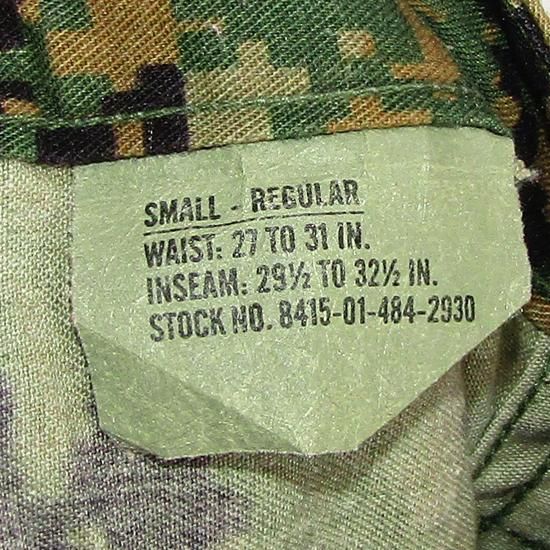 SMALL - REGULAR
WAIST: 27 TO 31 IN.
INSEAM: 29½ TO 32½ IN.
STOCK NO. 8415-01-484-2930